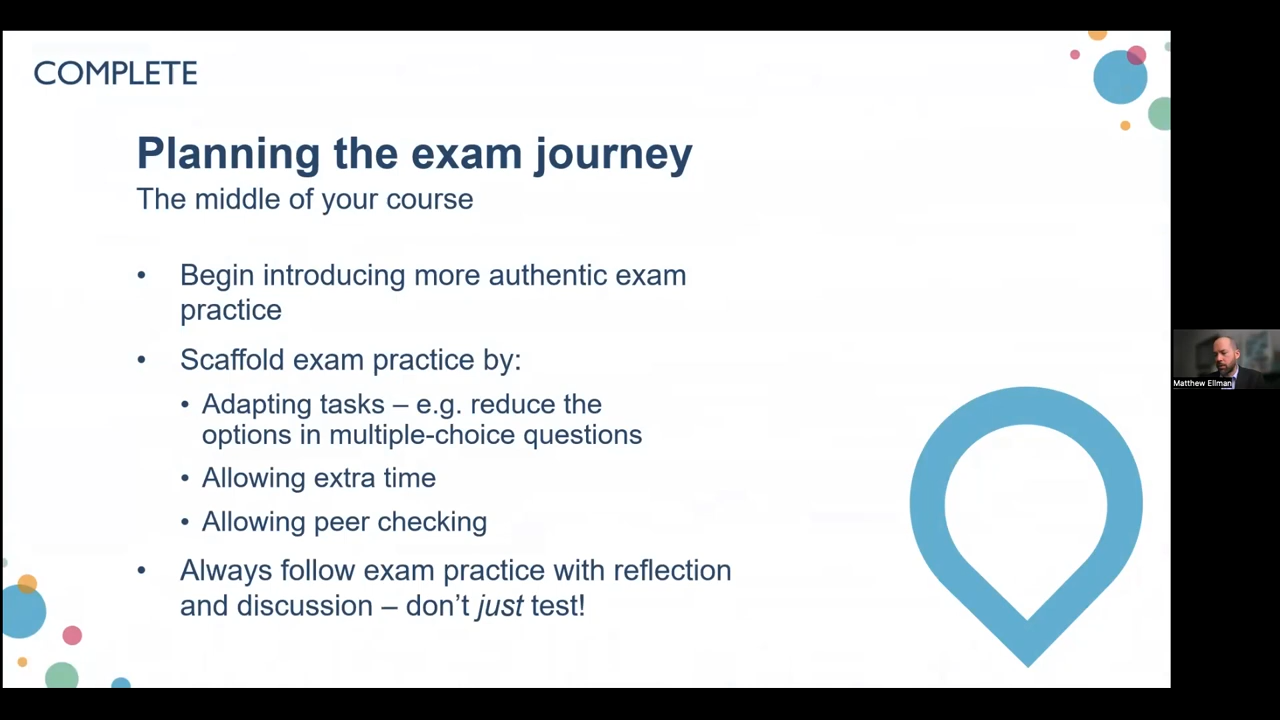 COMPLETE
Planning the exam journey
The middle of your course
• Begin introducing more authentic exam
practice
• Scaffold exam practice by:
• Adapting tasks – e.g. reduce the
options in multiple-choice questions
• Allowing extra time
• Allowing peer checking
• Always follow exam practice with reflection
and discussion – don’t just test!
Matthew Ellman